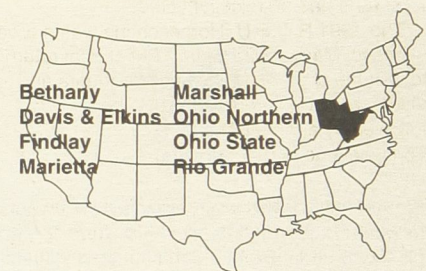 Bethany Marshall
Davis & Elkins Ohio Northern
Findlay Ohio State
Marietta Rio Grande